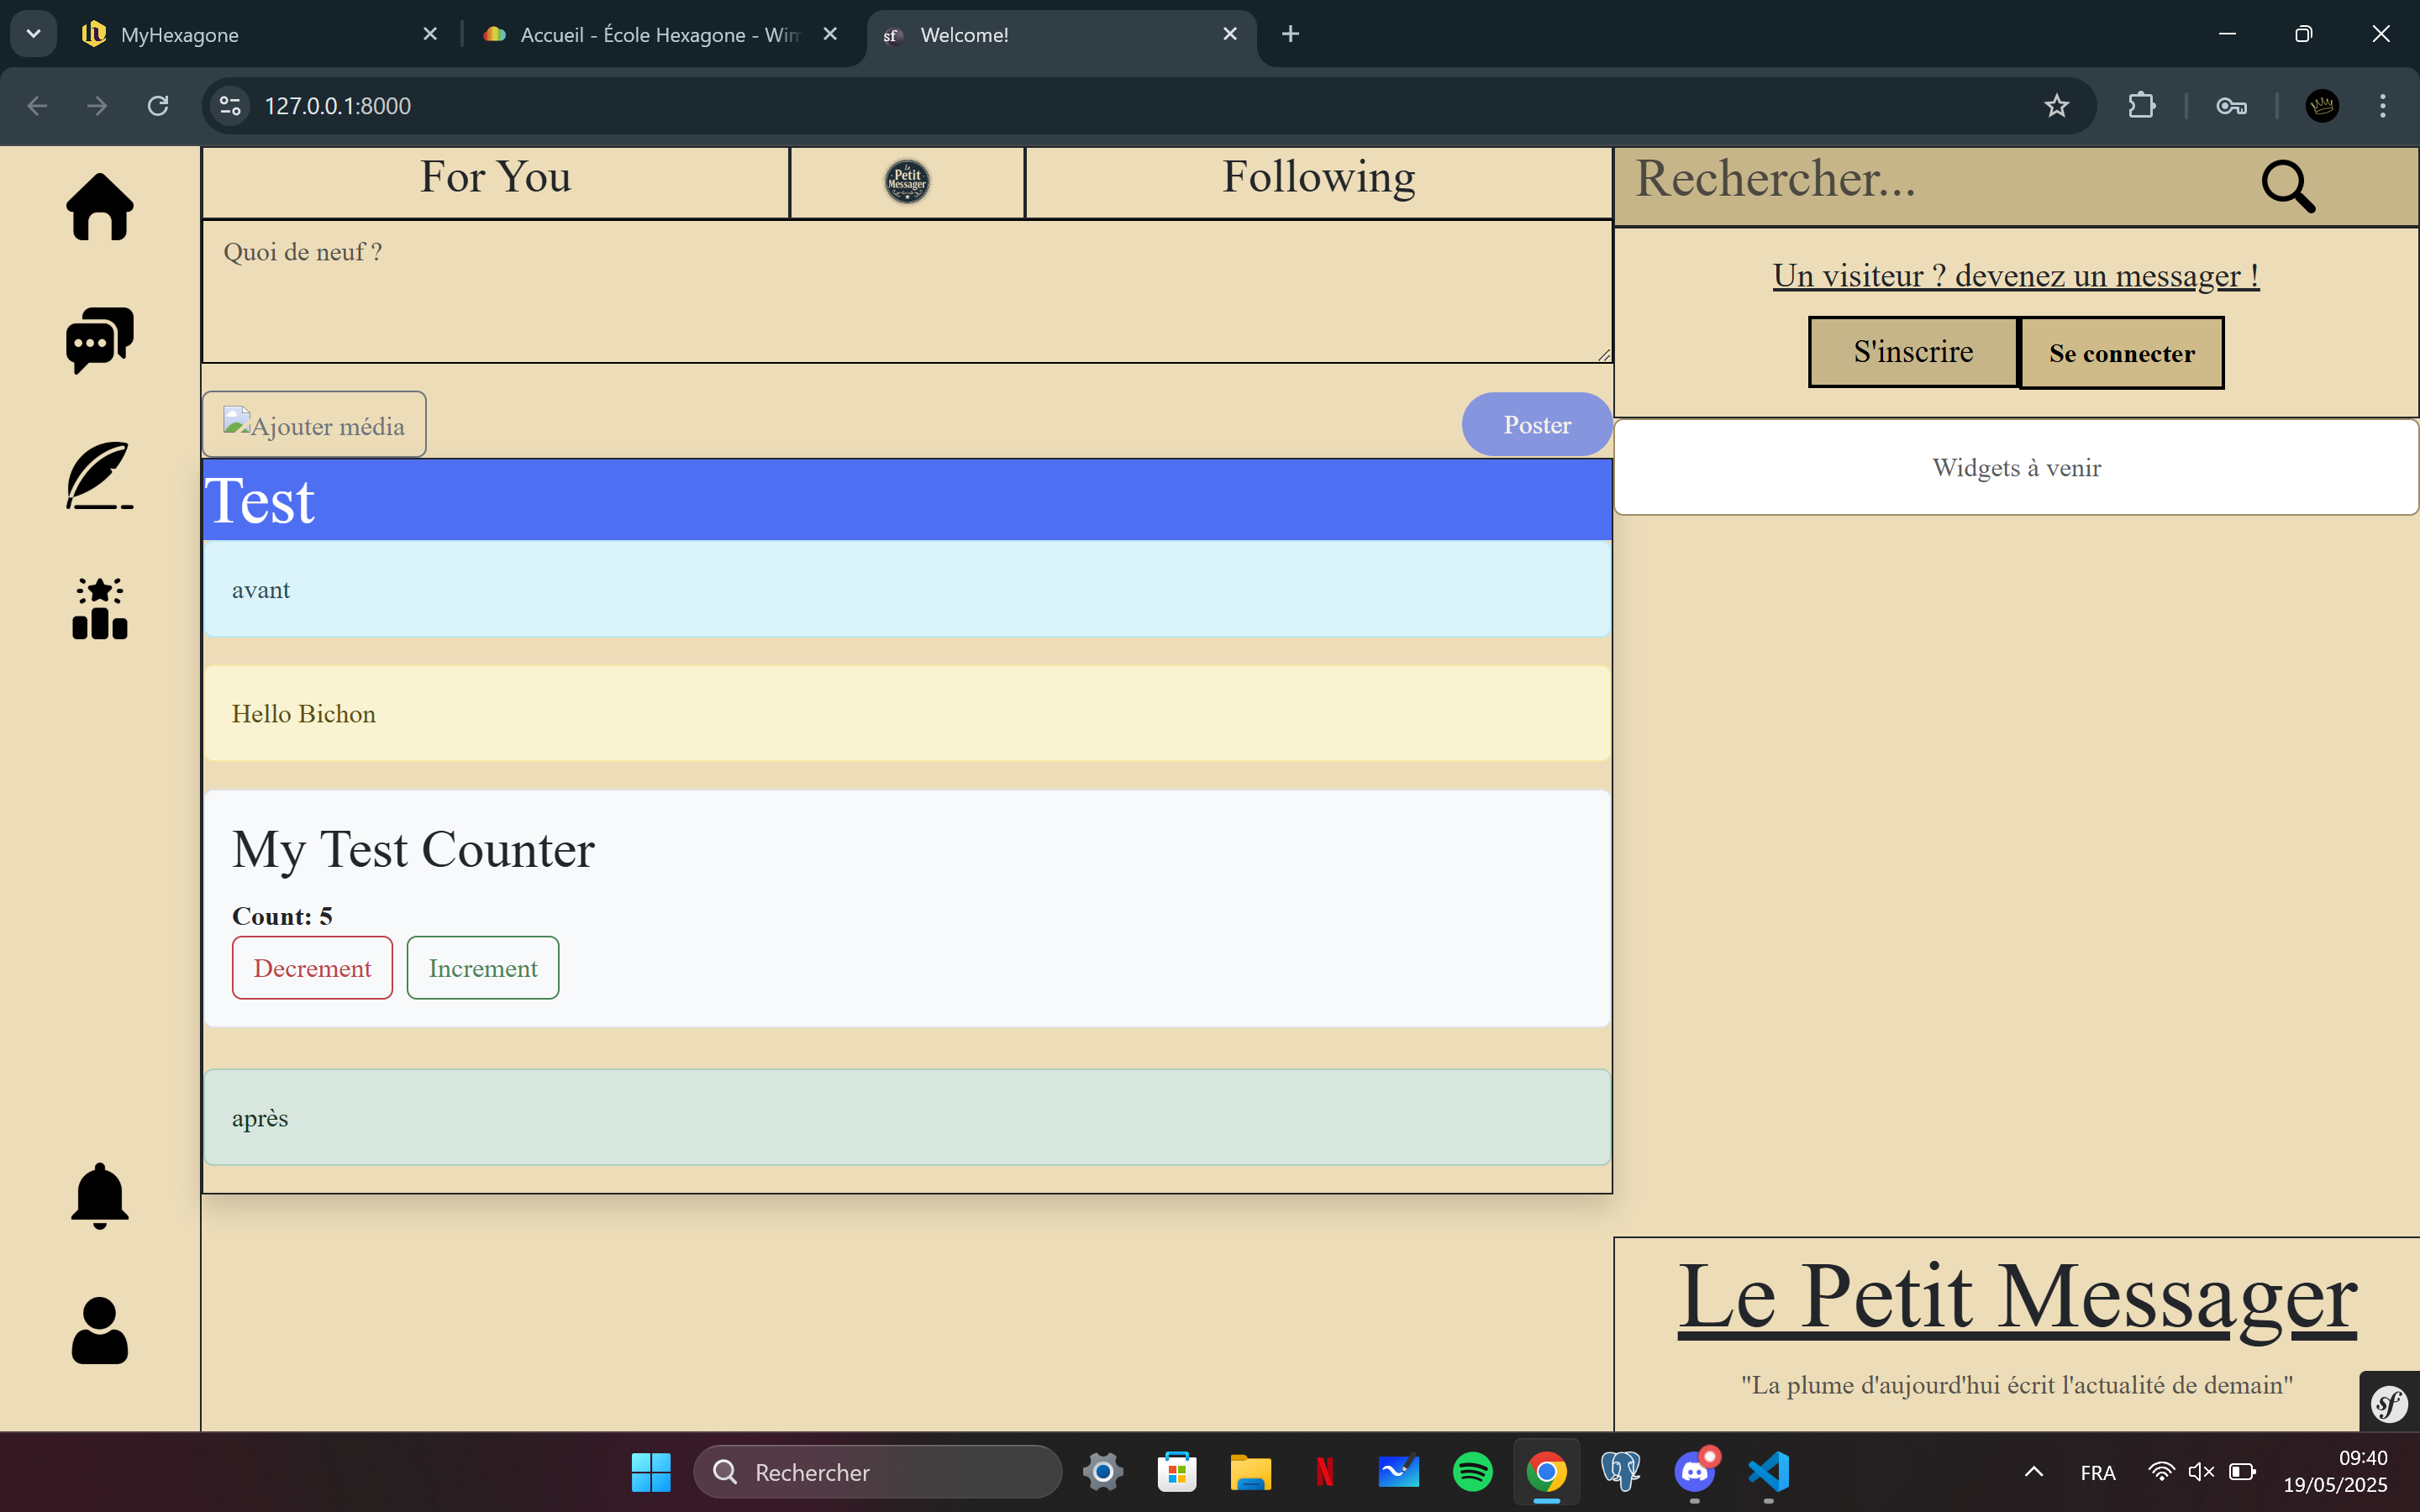 MyHexagone
Accueil - École Hexagone - Win
Welcome!
127.0.0.1:8000
For You
Le Petit Messager
Following
Rechercher...
Quoi de neuf ?
Un visiteur ? devenez un messager !
S'inscrire
Se connecter
Ajouter média
Poster
Widgets à venir
Test
avant
Hello Bichon
My Test Counter
Count: 5
Decrement
Increment
après
Le Petit Messager
"La plume d'aujourd'hui écrit l'actualité de demain"
sf
Rechercher
FRA
09:40
19/05/2025